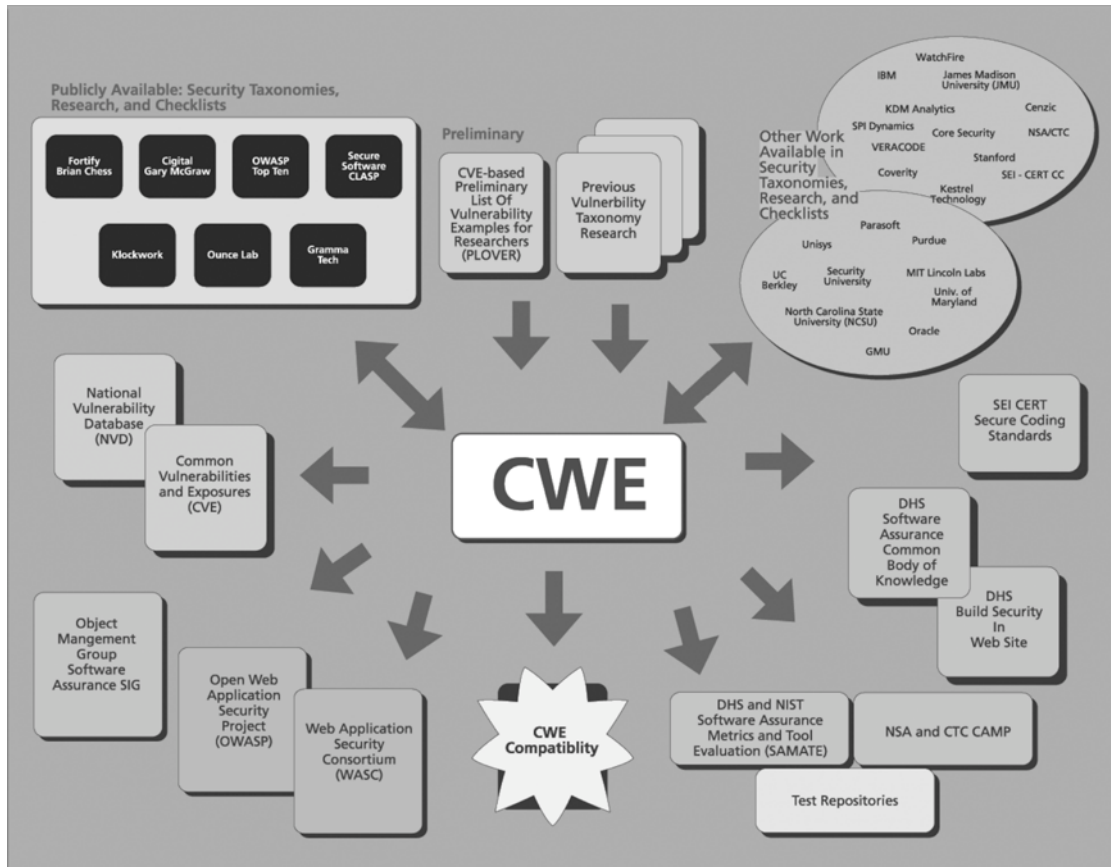 Publicly Available: Security Taxonomies,
Research, and Checklists
Fortify
Brian Chess
Cigital
Gary McGraw
OWASP
Top Ten
Secure
Software
CLASP
Klockwork
Ounce Lab
Gramma
Tech
Preliminary
CVE-based
Preliminary
List Of
Vulnerability
Examples for
Researchers
(PLOVER)
Previous
Vulnerbility
Taxonomy
Research
Other Work
Available in
Security
Taxonomies,
Research, and
Checklists
WatchFire
IBM
James Madison
University (JMU)
KDM Analytics
Cenzic
SPI Dynamics
Core Security
NSA/CTC
VERACODE
Stanford
Coverity
SEI - CERT CC
Kestrel
Technology
Parasoft
Unisys
Purdue
UC
Berkley
Security
University
MIT Lincoln Labs
Univ. of
Maryland
North Carolina State
University (NCSU)
Oracle
GMU
National
Vulnerability
Database
(NVD)
Common
Vulnerabilities
and Exposures
(CVE)
CWE
SEI CERT
Secure Coding
Standards
DHS
Software
Assurance
Common
Body of
Knowledge
DHS
Build Security
In
Web Site
Object
Mangement
Group
Software
Assurance SIG
Open Web
Application
Security
Project
(OWASP)
Web Application
Security
Consortium
(WASC)
CWE
Compatiblity
DHS and NIST
Software Assurance
Metrics and Tool
Evaluation (SAMATE)
NSA and CTC CAMP
Test Repositories